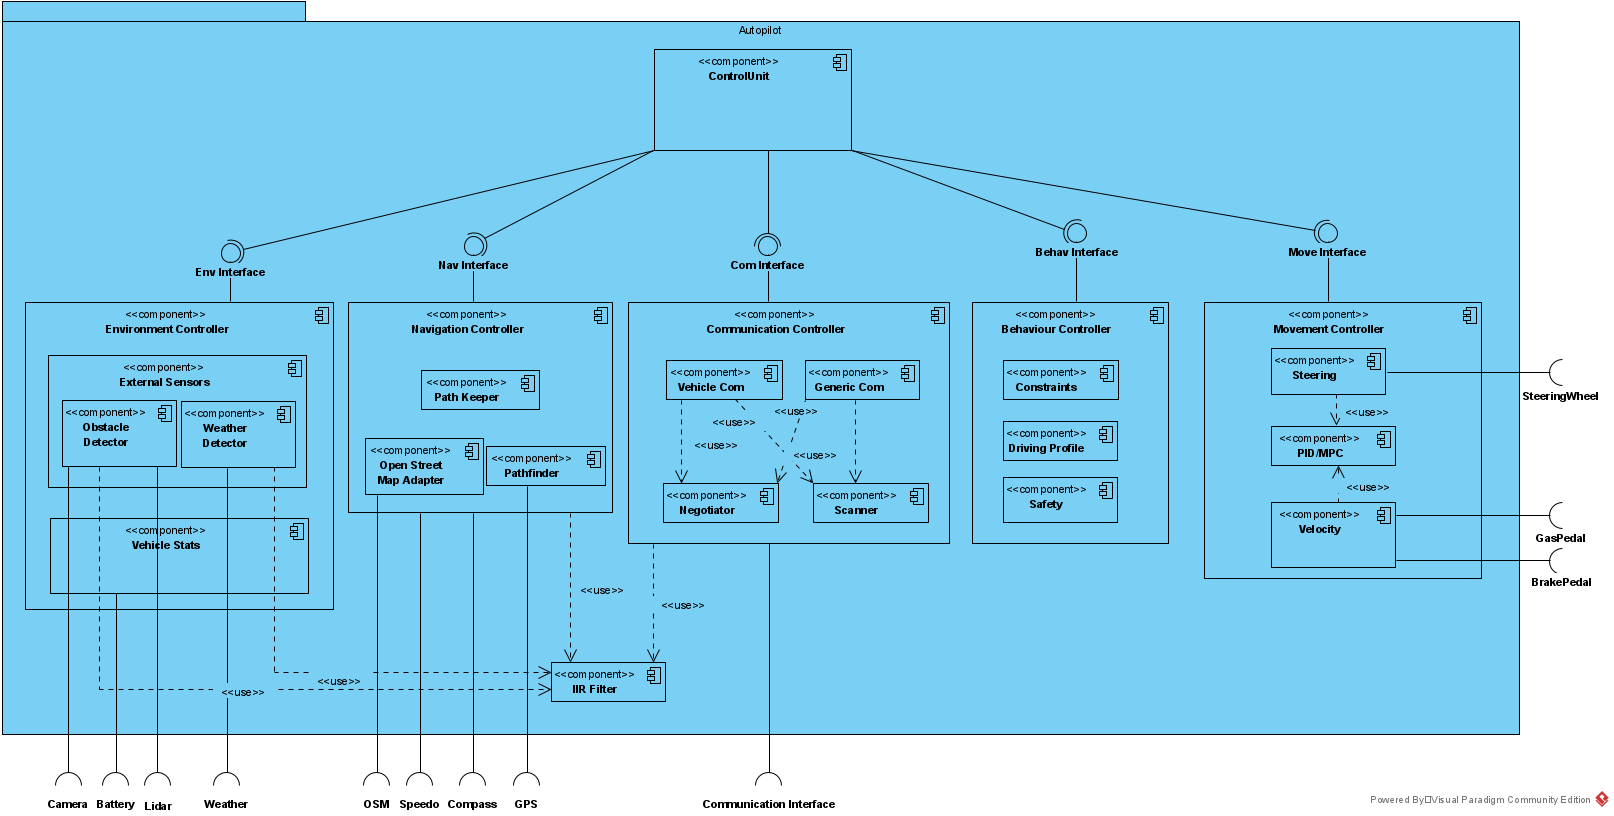 Autopilot
<<component>>
ControlUnit
Env Interface
Nav Interface
Com Interface
Behav Interface
Move Interface
<<component>>
Environment Controller
<<component>>
External Sensors
<<component>>
Obstacle
Detector
<<component>>
Weather
Detector
<<component>>
Vehicle Stats
<<component>>
Navigation Controller
<<component>>
Path Keeper
<<component>>
Open Street
Map Adapter
<<component>>
Pathfinder
<<component>>
Communication Controller
<<component>>
Vehicle Com
<<component>>
Generic Com
<<use>>
<<use>>
<<use>>
<<use>>
<<component>>
Negotiator
<<component>>
Scanner
<<component>>
Behaviour Controller
<<component>>
Constraints
<<component>>
Driving Profile
<<component>>
Safety
<<component>>
Movement Controller
<<component>>
Steering
<<use>>
<<component>>
PID/MPC
<<use>>
<<component>>
Velocity
SteeringWheel
GasPedal
BrakePedal
<<use>>
<<use>>
<<component>>
IIR Filter
<<use>>
<<use>>
Camera
Battery
Lidar
Weather
OSM
Speedo
Compass
GPS
Communication Interface
Powered By□Visual Paradigm Community Edition